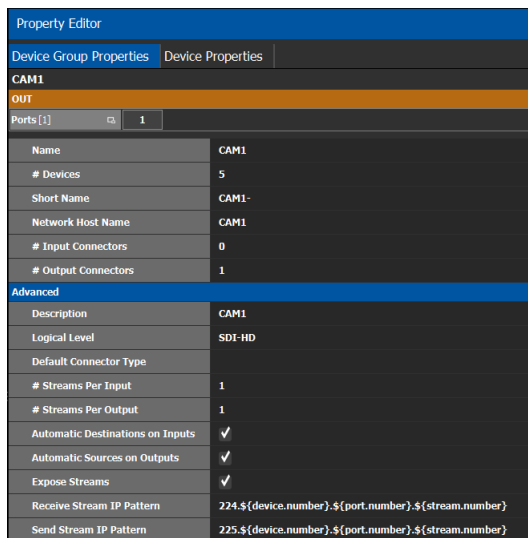 Property Editor
Device Group Properties Device Properties
CAM1
OUT
Ports [1] 1
Name CAM1
# Devices 5
Short Name CAM1-
Network Host Name CAM1
# Input Connectors 0
# Output Connectors 1
Advanced
Description CAM1
Logical Level SDI-HD
Default Connector Type
# Streams Per Input 1
# Streams Per Output 1
Automatic Destinations on Inputs
Automatic Sources on Outputs
Expose Streams
Receive Stream IP Pattern 224.${device.number}.${port.number}.${stream.number}
Send Stream IP Pattern 225.${device.number}.${port.number}.${stream.number}